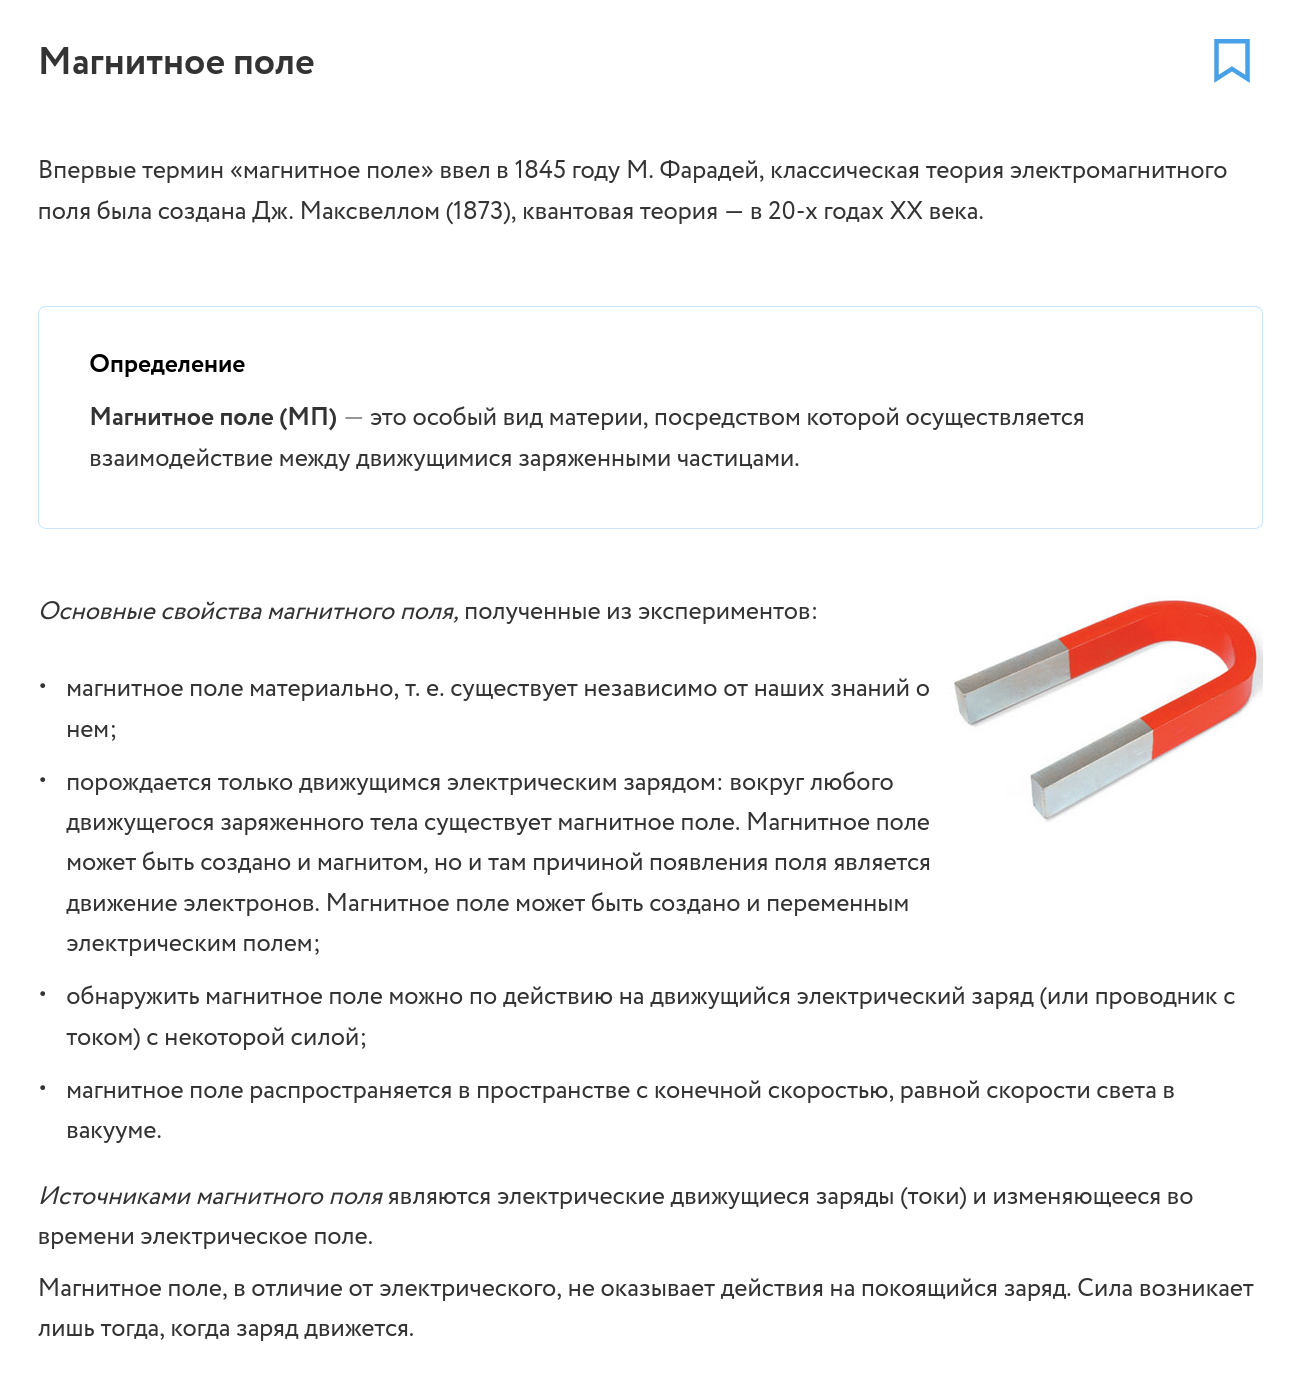 Магнитное поле
Впервые термин «магнитное поле» ввел в 1845 году М. Фарадей, классическая теория электромагнитного
поля была создана Дж. Максвеллом (1873), квантовая теория — в 20-х годах XX века.
Определение
Магнитное поле (МП) — это особый вид материи, посредством которой осуществляется
взаимодействие между движущимися заряженными частицами.
Основные свойства магнитного поля, полученные из экспериментов:
• магнитное поле материально, т. е. существует независимо от наших знаний о
нем;
• порождается только движущимся электрическим зарядом: вокруг любого
движущегося заряженного тела существует магнитное поле. Магнитное поле
может быть создано и магнитом, но и там причиной появления поля является
движение электронов. Магнитное поле может быть создано и переменным
электрическим полем;
• обнаружить магнитное поле можно по действию на движущийся электрический заряд (или проводник с
током) с некоторой силой;
• магнитное поле распространяется в пространстве с конечной скоростью, равной скорости света в
вакууме.
Источниками магнитного поля являются электрические движущиеся заряды (токи) и изменяющееся во
времени электрическое поле.
Магнитное поле, в отличие от электрического, не оказывает действия на покоящийся заряд. Сила возникает
лишь тогда, когда заряд движется.